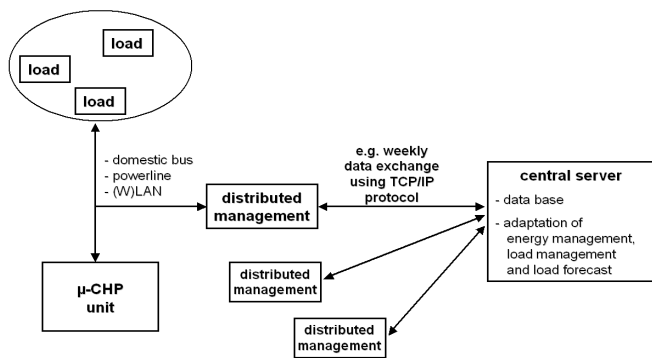 load
load
load
- domestic bus
- powerline
- (W)LAN
e.g. weekly
data exchange
using TCP/IP
protocol
distributed
management
central server
- data base
- adaptation of
energy management,
load management
and load forecast
µ-CHP
unit
distributed
management
distributed
management